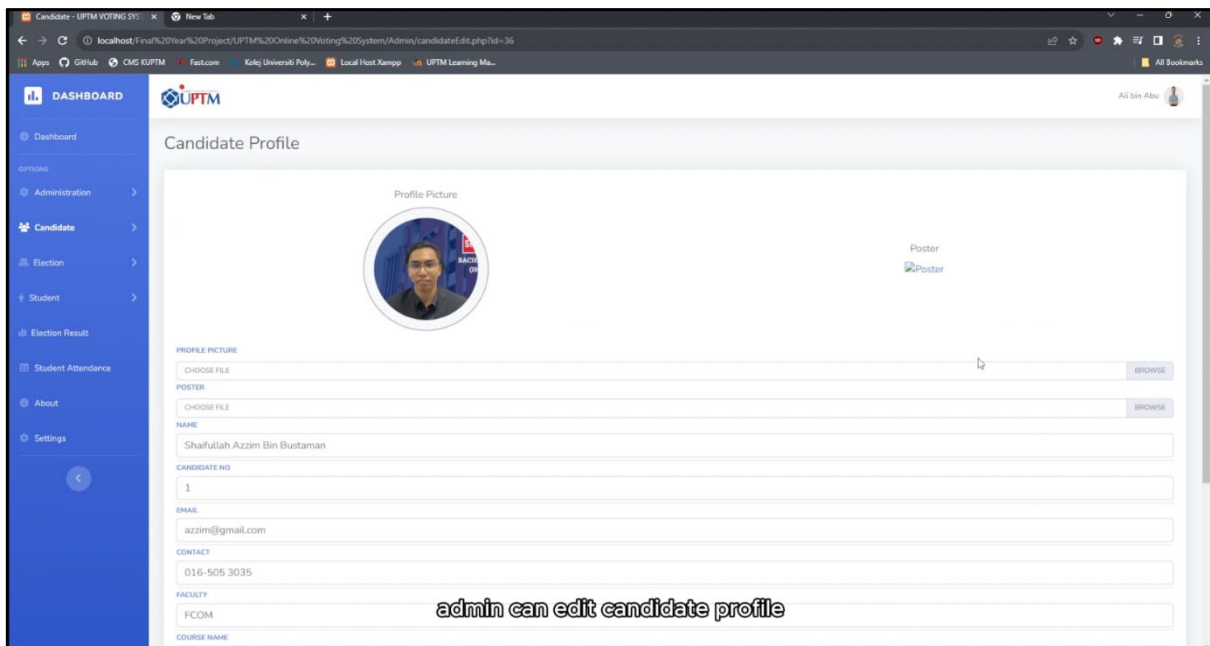 Candidate - UPTM VOTING SYS
New Tab
localhost/Final%20Year%20Project/UPTM%20Online%20Voting%20System/Admin/candidateEdit.php?id=36
Apps GitHub CMS KUPTM Fast.com Kolej Universiti Poly... Local Host Xampp UPTM Learning Ma... All Bookmarks
DASHBOARD
UPTM
Ali bin Abu
Dashboard
Candidate Profile
OPTIONS
Administration
Candidate
Election
Student
Election Result
Student Attendance
About
Settings
Profile Picture
BACHE
Poster
Poster
PROFILE PICTURE
CHOOSE FILE BROWSE
POSTER
CHOOSE FILE BROWSE
NAME
Shaifullah Azzim Bin Bustaman
CANDIDATE NO
1
EMAIL
azzim@gmail.com
CONTACT
016-505 3035
FACULTY
FCOM
COURSE NAME
admin can edit candidate profile